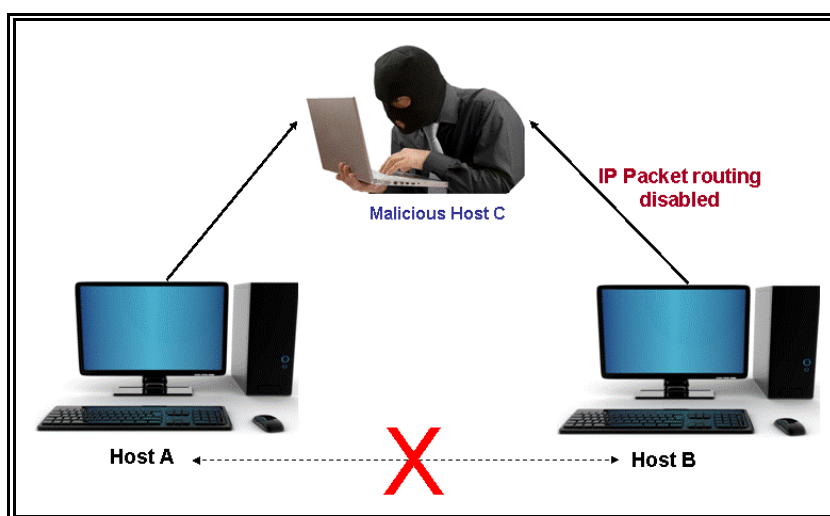 IP Packet routing
disabled
Malicious Host C
X
Host A
Host B